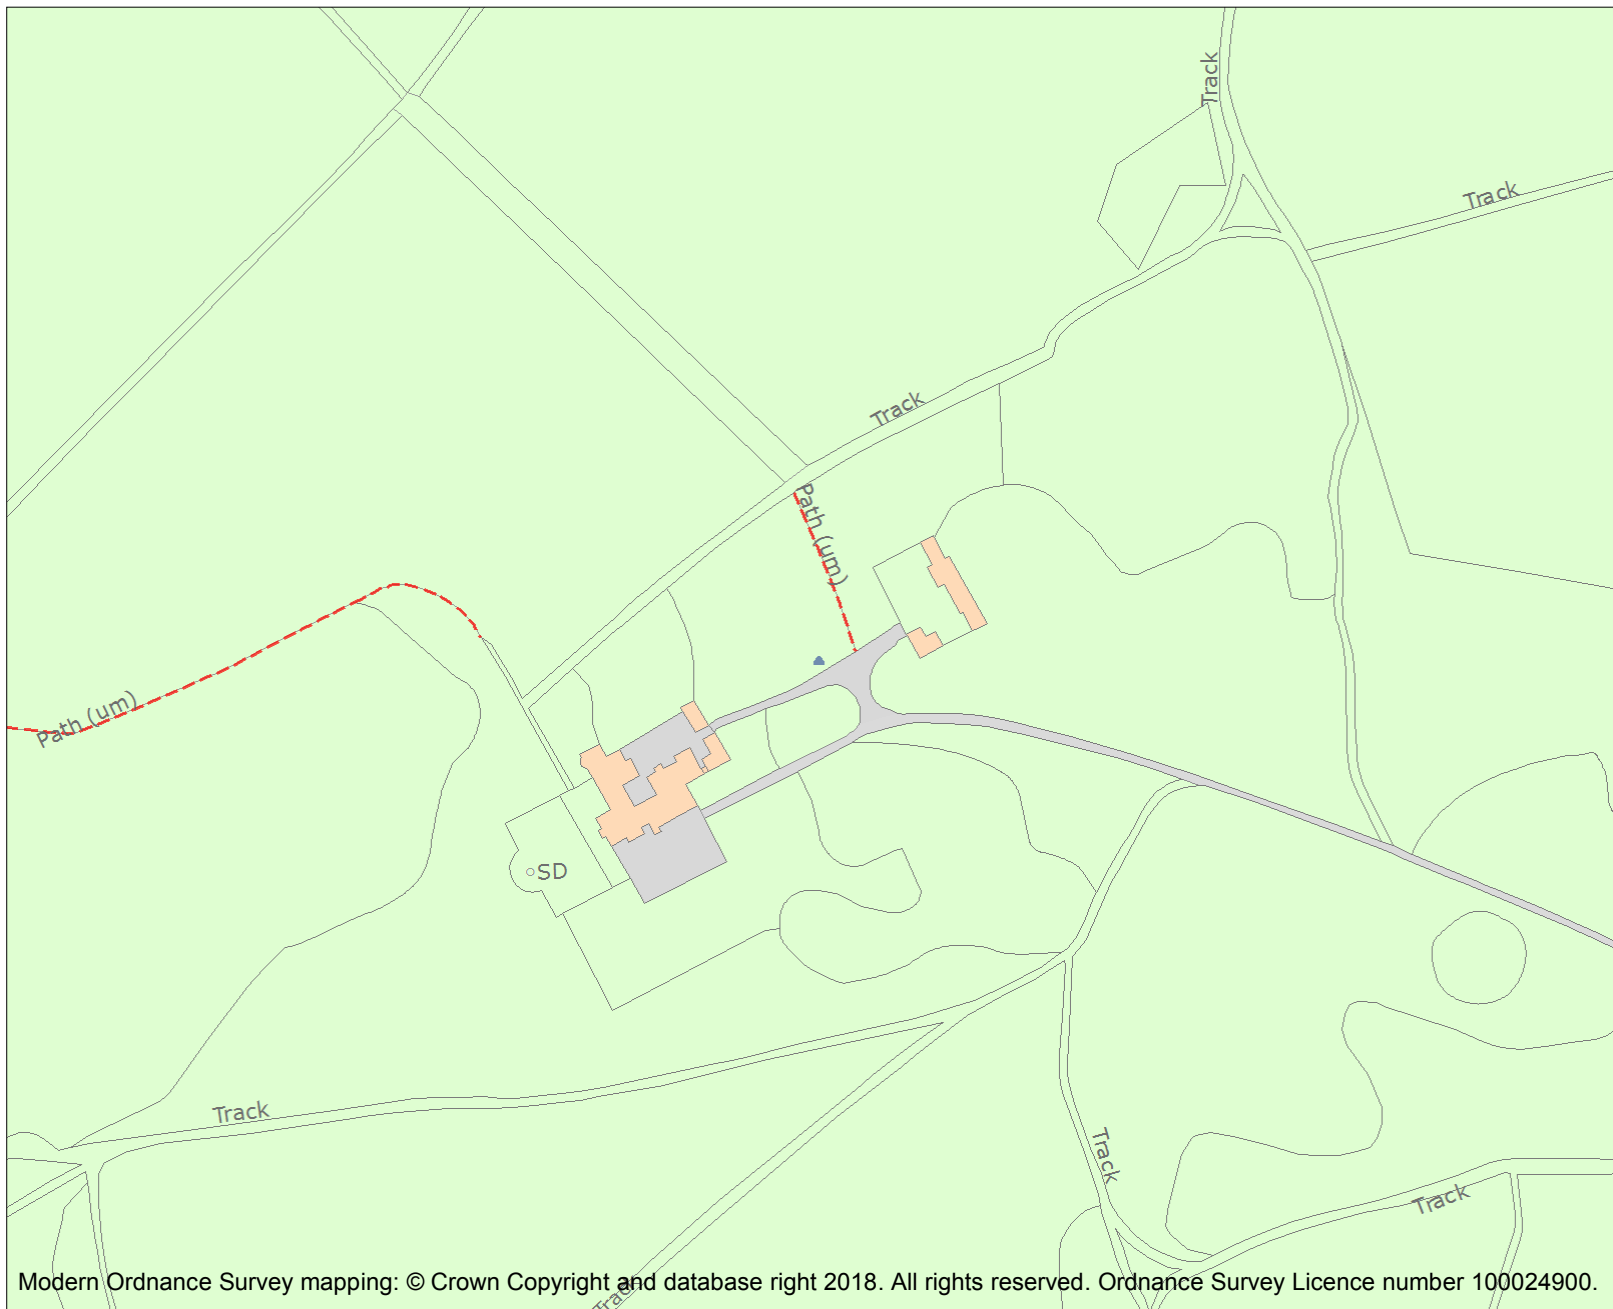 Track
Track
Track
Path (um)
Path (um)
SD
Track
Track
Track
Track
Modern Ordnance Survey mapping: © Crown Copyright and database right 2018. All rights reserved. Ordnance Survey Licence number 100024900.